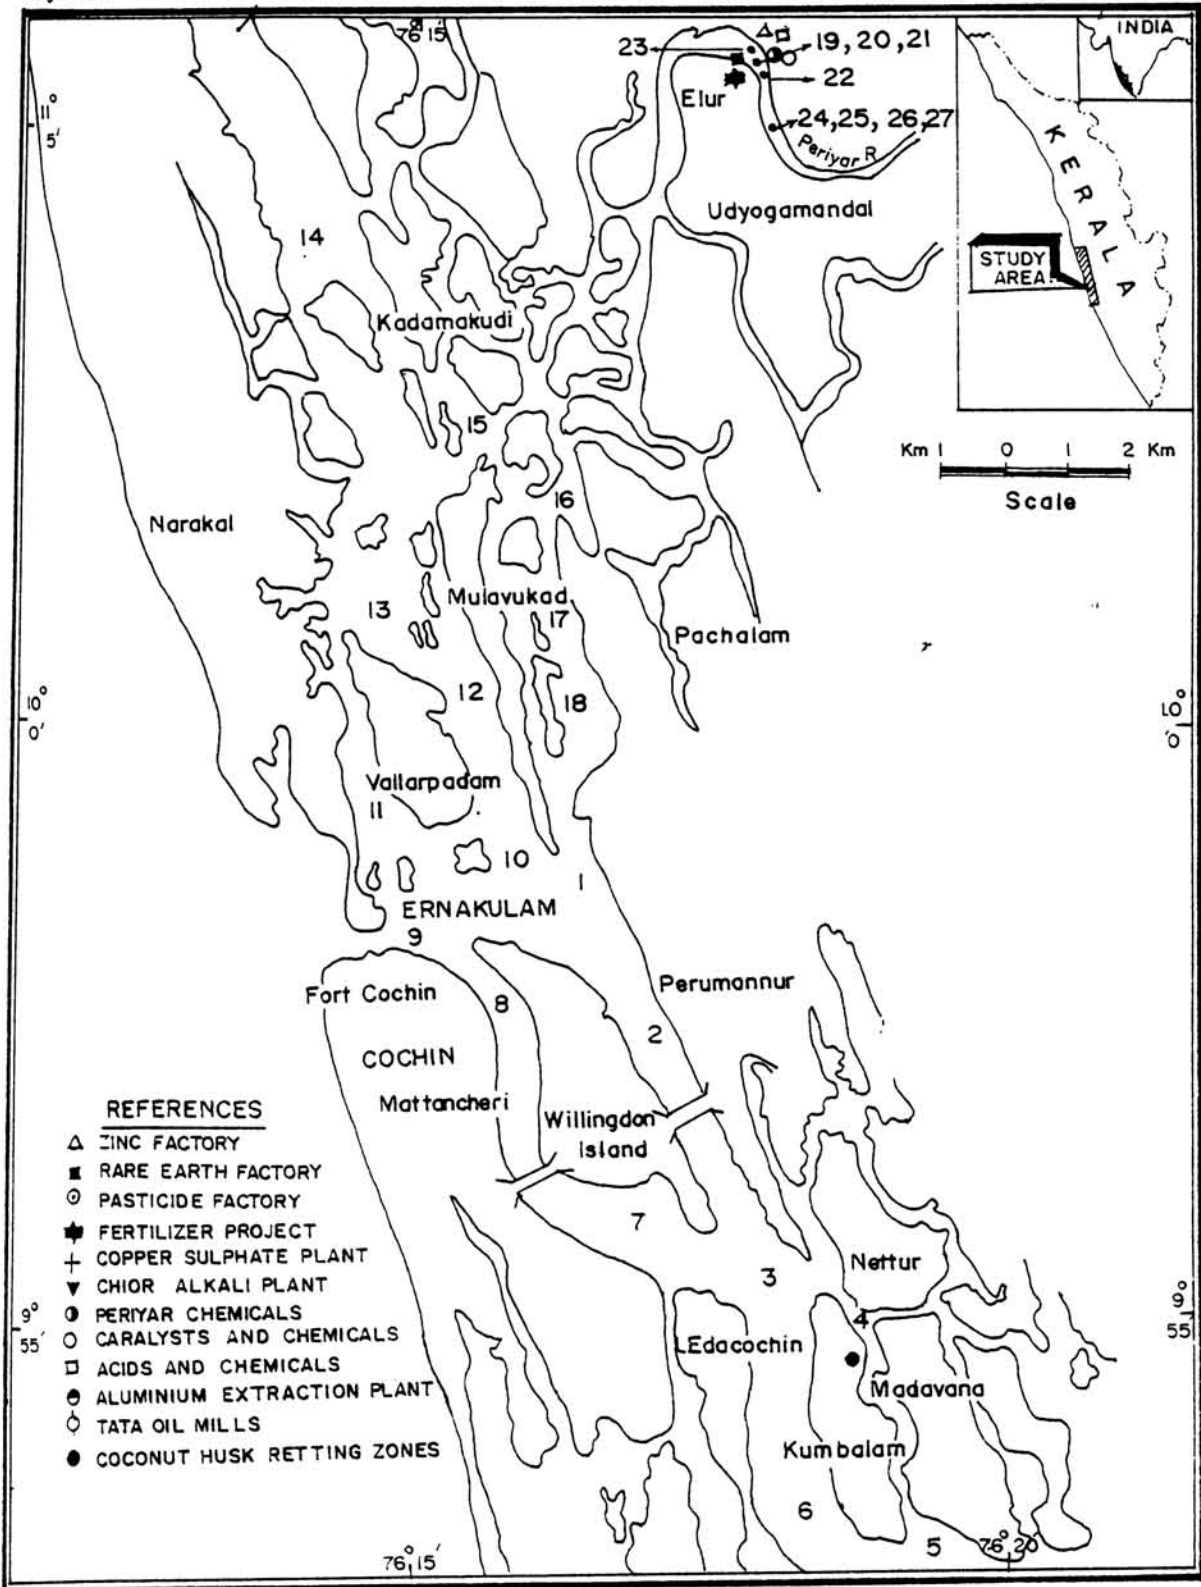 76° 15′
INDIA
23
19, 20, 21
22
Elur
24, 25, 26, 27
Periyar R
11°
5′
KERALA
Udyogamandal
14
STUDY
AREA
Kadamakudi
15
Km 1 0 1 2 Km
Scale
16
Narakal
Mulavukad
13
17
Pachalam
12
18
10°
0′
10°
0′
Vallarpadam
11
10
1
ERNAKULAM
9
Perumannur
Fort Cochin
8
2
COCHIN
Mattancheri
Willingdon
Island
REFERENCES
ZINC FACTORY
RARE EARTH FACTORY
PASTICIDE FACTORY
FERTILIZER PROJECT
COPPER SULPHATE PLANT
CHIOR ALKALI PLANT
PERIYAR CHEMICALS
CARALYSTS AND CHEMICALS
ACIDS AND CHEMICALS
ALUMINIUM EXTRACTION PLANT
TATA OIL MILLS
COCONUT HUSK RETTING ZONES
7
Nettur
3
9°
55′
9°
55′
4
Edacochin
Madavana
Kumbalam
6
5
76° 15′
76° 20′